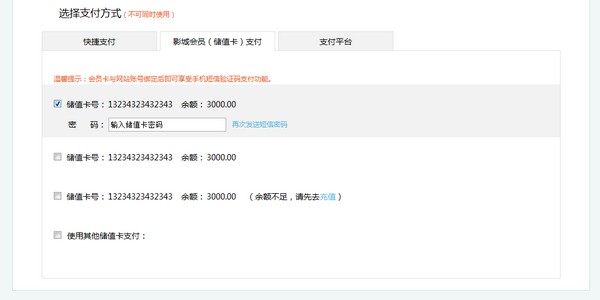 选择支付方式（不可同时使用）
快捷支付 影城会员（储值卡）支付 支付平台
温馨提示：会员卡与网站账号绑定后即可享受手机短信验证码支付功能。
储值卡号：13234323432343 余额：3000.00
密 码：输入储值卡密码 再次发送短信密码
储值卡号：13234323432343 余额：3000.00
储值卡号：13234323432343 余额：3000.00 （余额不足，请先去充值）
使用其他储值卡支付：